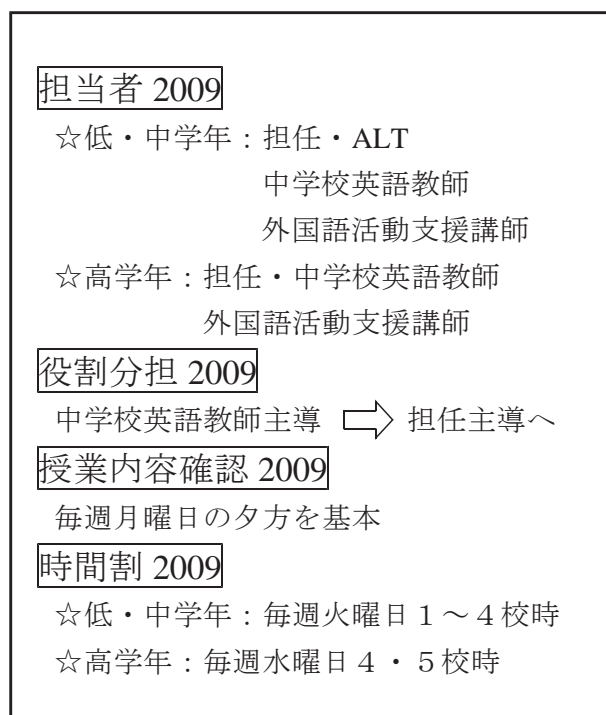 担当者 2009
☆低・中学年：担任・ALT
中学校英語教師
外国語活動支援講師
☆高学年：担任・中学校英語教師
外国語活動支援講師
役割分担 2009
中学校英語教師主導 ⇨ 担任主導へ
授業内容確認 2009
毎週月曜日の夕方を基本
時間割 2009
☆低・中学年：毎週火曜日１～４校時
☆高学年：毎週水曜日４・５校時